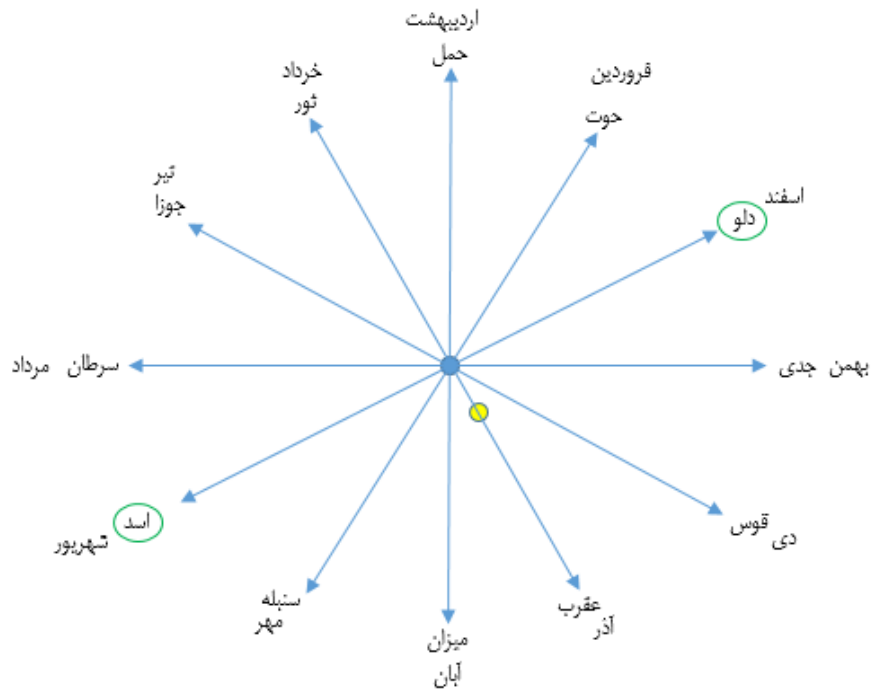 اردیبهشت
حمل
خرداد
ثور
فروردین
حوت
تیر
جوزا
اسفند
دلو
مرداد سرطان
بهمن جدی
اسد
شهریور
قوس
دی
سنبله
مهر
عقرب
آذر
میزان
آبان